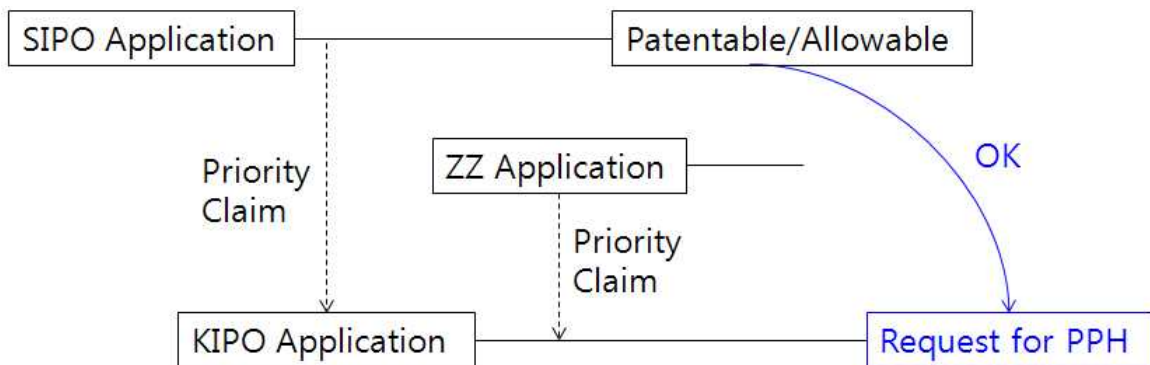 SIPO Application
Patentable/Allowable
Priority
Claim
ZZ Application
OK
Priority
Claim
KIPO Application
Request for PPH